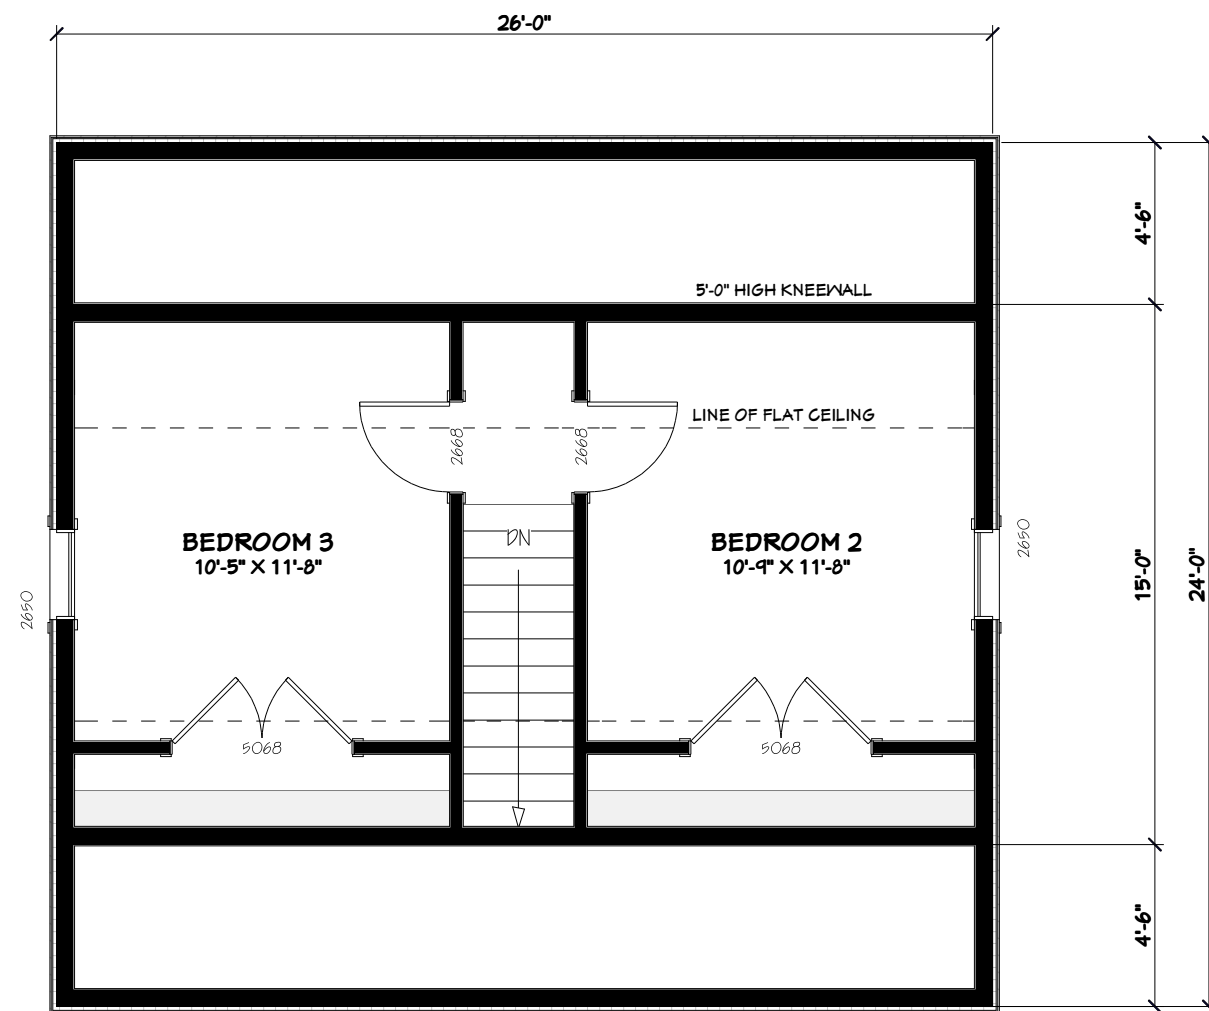 26'-0"
4'-6"
5'-0" HIGH KNEEWALL
LINE OF FLAT CEILING
2668
2668
DN
BEDROOM 3
10'-5" X 11'-8"
BEDROOM 2
10'-9" X 11'-8"
2650
2650
15'-0"
24'-0"
5068
5068
4'-6"